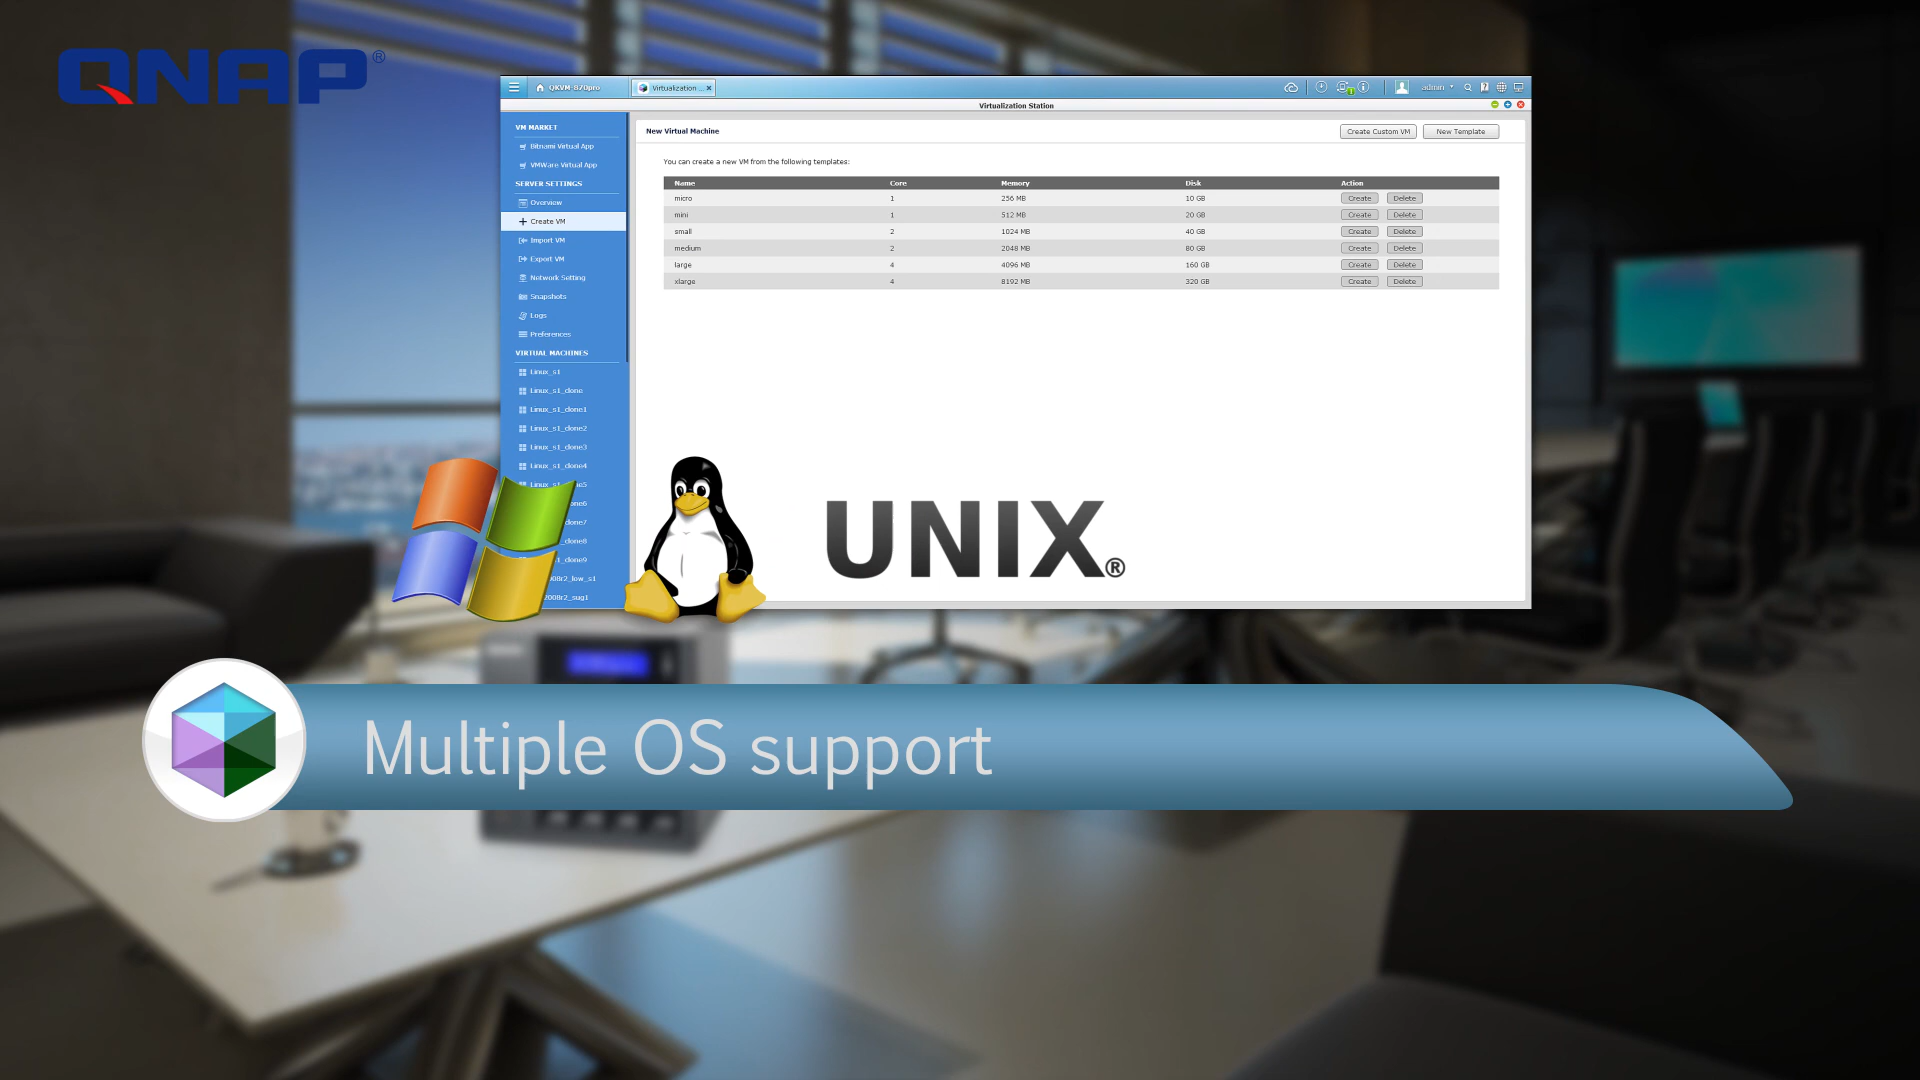 QNAP®
QKVM-870pro
Virtualization ...
admin
Virtualization Station
VM MARKET
Bitnami Virtual App
VMWare Virtual App
SERVER SETTINGS
Overview
Create VM
Import VM
Export VM
Network Setting
Snapshots
Logs
Preferences
VIRTUAL MACHINES
Linux_s1
Linux_s1_clone
Linux_s1_clone1
Linux_s1_clone2
Linux_s1_clone3
Linux_s1_clone4
New Virtual Machine
Create Custom VM
New Template
You can create a new VM from the following templates:
Name Core Memory Disk Action
micro 1 256 MB 10 GB Create Delete
mini 1 512 MB 20 GB Create Delete
small 2 1024 MB 40 GB Create Delete
medium 2 2048 MB 80 GB Create Delete
large 4 4096 MB 160 GB Create Delete
xlarge 4 8192 MB 320 GB Create Delete
UNIX®
Multiple OS support